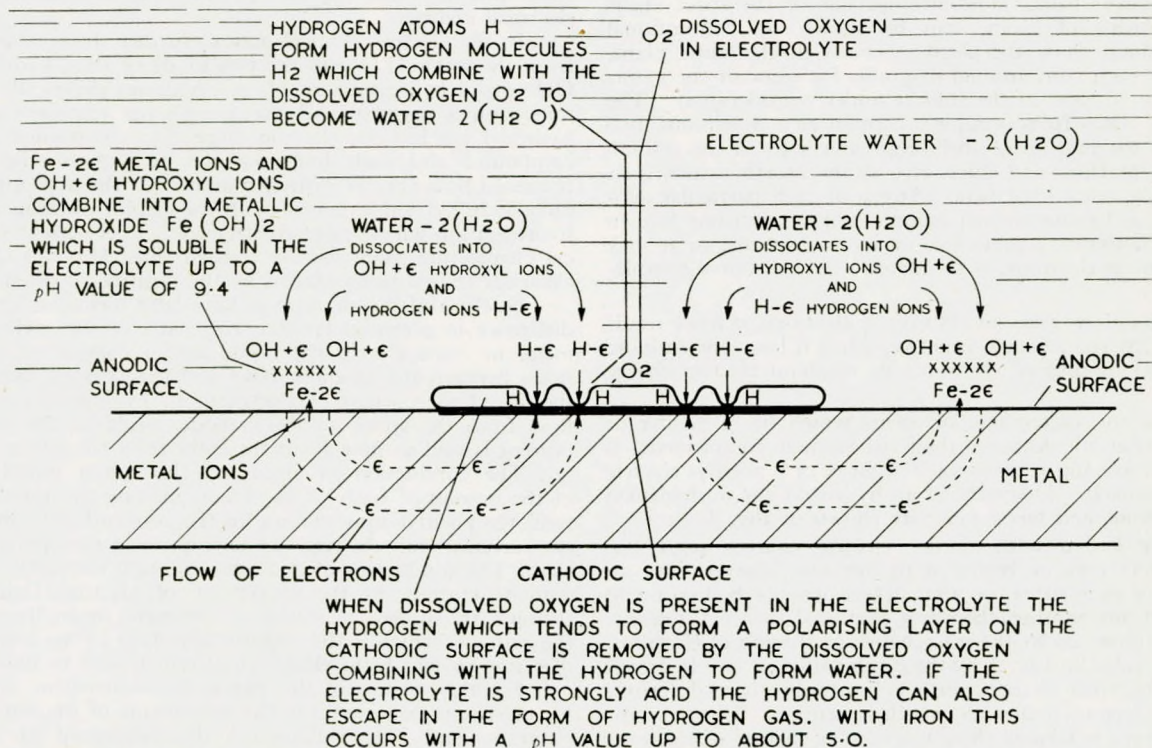 HYDROGEN ATOMS H
FORM HYDROGEN MOLECULES
H2 WHICH COMBINE WITH THE
DISSOLVED OXYGEN O2 TO
BECOME WATER 2(H2O)
O2 DISSOLVED OXYGEN
IN ELECTROLYTE
ELECTROLYTE WATER - 2(H2O)
Fe-2ϵ METAL IONS AND
OH+ϵ HYDROXYL IONS
COMBINE INTO METALLIC
HYDROXIDE Fe(OH)2
WHICH IS SOLUBLE IN THE
ELECTROLYTE UP TO A
pH VALUE OF 9·4
WATER - 2(H2O)
DISSOCIATES INTO
OH+ϵ HYDROXYL IONS
AND
HYDROGEN IONS H-ϵ
WATER - 2(H2O)
DISSOCIATES INTO
HYDROXYL IONS OH+ϵ
AND
H-ϵ HYDROGEN IONS
OH+ϵ OH+ϵ H-ϵ H-ϵ H-ϵ H-ϵ OH+ϵ OH+ϵ
ANODIC
SURFACE
XXXXXX
Fe-2ϵ
O2
H H H H
XXXXXX
Fe-2ϵ
ANODIC-
SURFACE
METAL IONS
ϵ ϵ ϵ ϵ
METAL
ϵ ϵ ϵ ϵ
FLOW OF ELECTRONS
CATHODIC SURFACE
WHEN DISSOLVED OXYGEN IS PRESENT IN THE ELECTROLYTE THE
HYDROGEN WHICH TENDS TO FORM A POLARISING LAYER ON THE
CATHODIC SURFACE IS REMOVED BY THE DISSOLVED OXYGEN
COMBINING WITH THE HYDROGEN TO FORM WATER. IF THE
ELECTROLYTE IS STRONGLY ACID THE HYDROGEN CAN ALSO
ESCAPE IN THE FORM OF HYDROGEN GAS. WITH IRON THIS
OCCURS WITH A pH VALUE UP TO ABOUT 5·0.